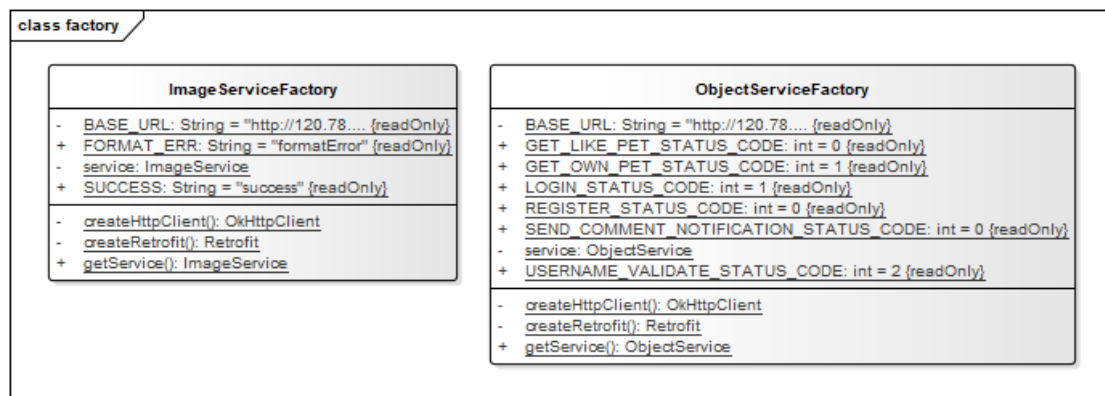 class factory
ImageServiceFactory
- BASE_URL: String = "http://120.78.... {readOnly}
+ FORMAT_ERR: String = "formatError" {readOnly}
- service: ImageService
+ SUCCESS: String = "success" {readOnly}
- createHttpClient(): OkHttpClient
- createRetrofit(): Retrofit
+ getService(): ImageService
ObjectServiceFactory
- BASE_URL: String = "http://120.78.... {readOnly}
+ GET_LIKE_PET_STATUS_CODE: int = 0 {readOnly}
+ GET_OWN_PET_STATUS_CODE: int = 1 {readOnly}
+ LOGIN_STATUS_CODE: int = 1 {readOnly}
+ REGISTER_STATUS_CODE: int = 0 {readOnly}
+ SEND_COMMENT_NOTIFICATION_STATUS_CODE: int = 0 {readOnly}
- service: ObjectService
+ USERNAME_VALIDATE_STATUS_CODE: int = 2 {readOnly}
- createHttpClient(): OkHttpClient
- createRetrofit(): Retrofit
+ getService(): ObjectService